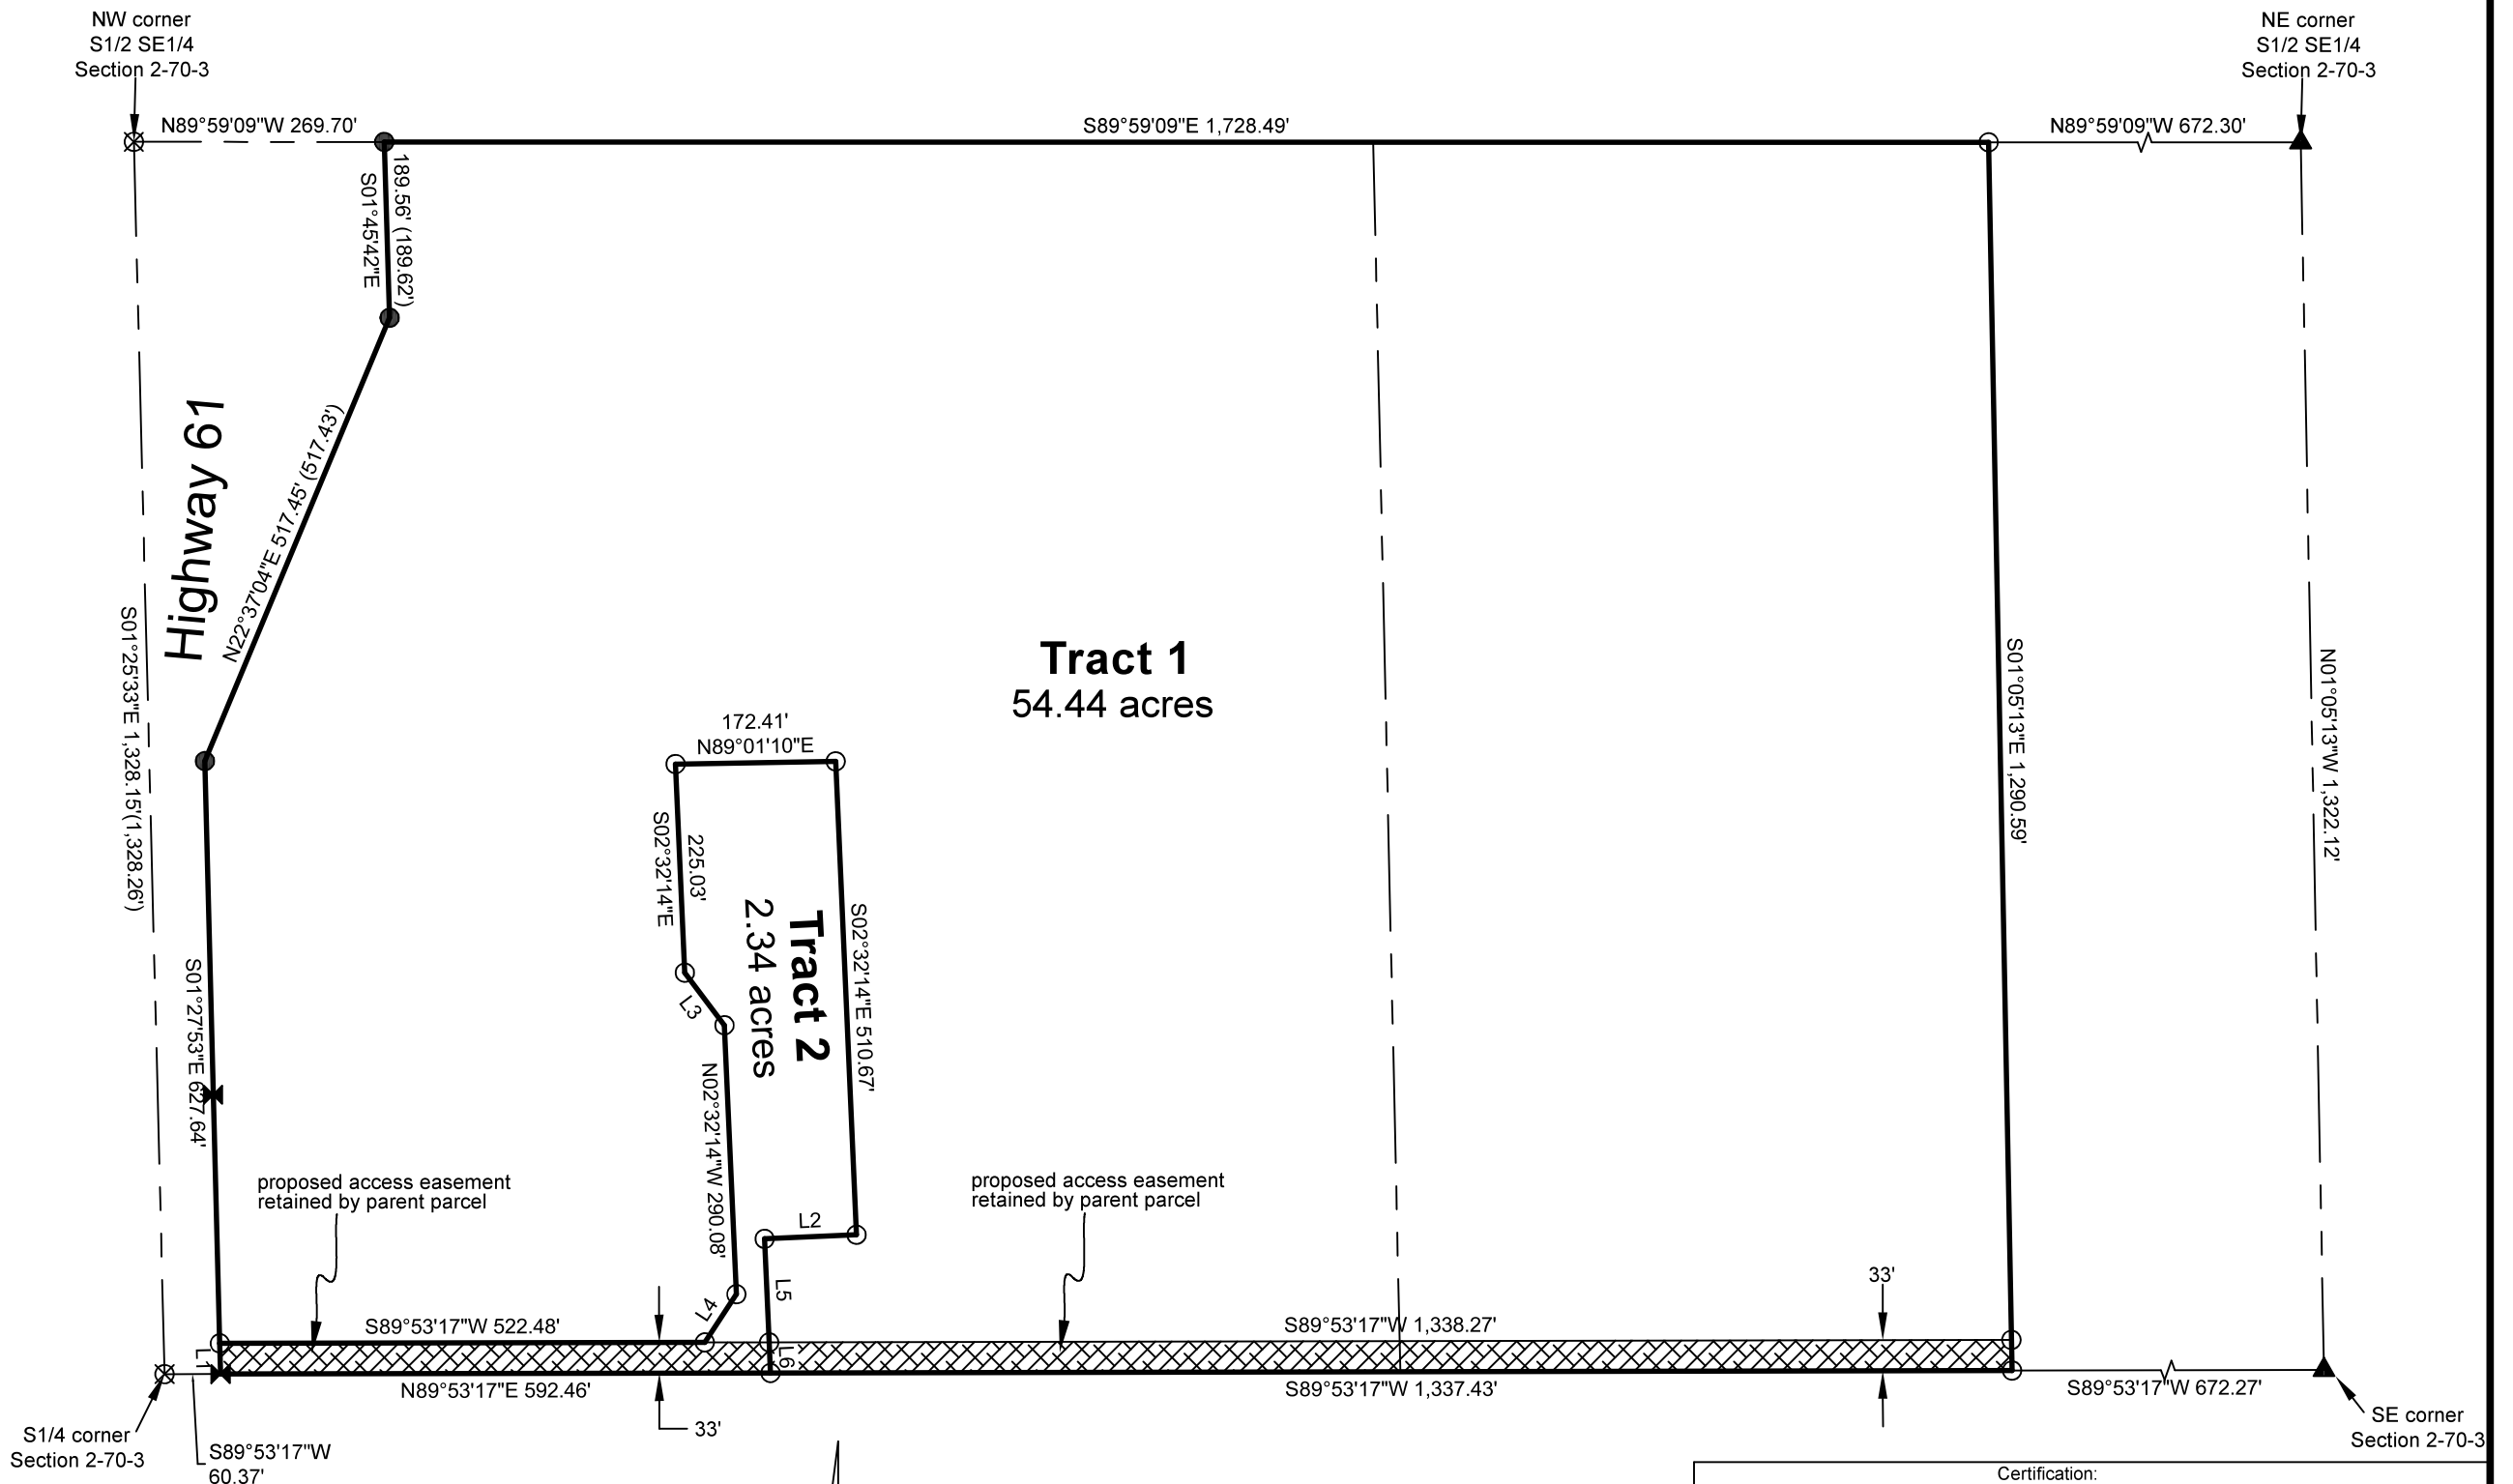 NW corner
S1/2 SE1/4
Section 2-70-3
NE corner
S1/2 SE1/4
Section 2-70-3
N89°59'09"W 269.70'
S89°59'09"E 1,728.49'
N89°59'09"W 672.30'
189.56' (189.62')
S01°45'42"E
Highway 61
N22°37'04"E 517.45' (517.43')
S01°25'33"E 1,328.15'(1,328.26')
Tract 1
54.44 acres
S01°05'13"E 1,290.59'
N01°05'13"W 1,322.12'
172.41'
N89°01'10"E
225.03'
S02°32'14"E
Tract 2
2.34 acres
S02°32'14"E 510.67'
L3
S01°27'53"E 627.64'
N02°32'14"W 290.08'
proposed access easement
retained by parent parcel
proposed access easement
retained by parent parcel
L2
L5
L4
33'
S89°53'17"W 522.48'
S89°53'17"W 1,338.27'
L1
L6
N89°53'17"E 592.46'
S89°53'17"W 1,337.43'
S89°53'17"W 672.27'
33'
S1/4 corner
Section 2-70-3
S89°53'17"W
60.37'
SE corner
Section 2-70-3
Certification: